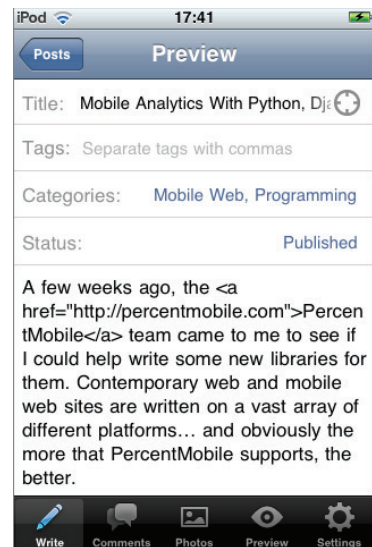 iPod 17:41
Posts Preview
Title: Mobile Analytics With Python, Dja
Tags: Separate tags with commas
Categories: Mobile Web, Programming
Status: Published
A few weeks ago, the <a
href="http://percentmobile.com">Percen
tMobile</a> team came to me to see if
I could help write some new libraries for
them. Contemporary web and mobile
web sites are written on a vast array of
different platforms… and obviously the
more that PercentMobile supports, the
better.
Write Comments Photos Preview Settings